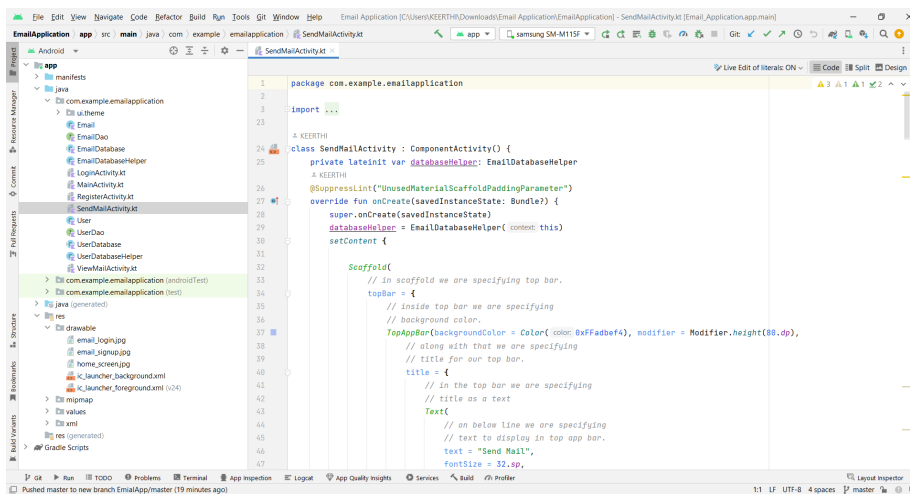 File Edit View Navigate Code Refactor Build Run Tools Git Window Help Email Application [C:\Users\KEERTHI\Downloads\Email Application\EmailApplication] - SendMailActivity.kt [Email_Application.app.main]
EmailApplication app src main java com example emailapplication SendMailActivity.kt app samsung SM-M115F Git:
Android SendMailActivity.kt
Live Edit of literals: ON Code Split Design
Project
Resource Manager
Commit
Pull Requests
Structure
Bookmarks
Build Variants
app
manifests
java
com.example.emailapplication
ui.theme
Email
EmailDao
EmailDatabase
EmailDatabaseHelper
LoginActivity.kt
MainActivity.kt
RegisterActivity.kt
SendMailActivity.kt
User
UserDao
UserDatabase
UserDatabaseHelper
ViewMailActivity.kt
com.example.emailapplication (androidTest)
com.example.emailapplication (test)
java (generated)
res
drawable
email_login.jpg
email_signup.jpg
home_screen.jpg
ic_launcher_background.xml
ic_launcher_foreground.xml (v24)
mipmap
values
xml
res (generated)
Gradle Scripts
3 1 1 2
1 package com.example.emailapplication
2
3 import ...
23
KEERTHI
24 class SendMailActivity : ComponentActivity() {
25 private lateinit var databaseHelper: EmailDatabaseHelper
KEERTHI
26 @SuppressLint("UnusedMaterialScaffoldPaddingParameter")
27 override fun onCreate(savedInstanceState: Bundle?) {
28 super.onCreate(savedInstanceState)
29 databaseHelper = EmailDatabaseHelper( context: this)
30 setContent {
31
32 Scaffold(
33 // in scaffold we are specifying top bar.
34 topBar = {
35 // inside top bar we are specifying
36 // background color.
37 TopAppBar(backgroundColor = Color( color: 0xFFadbef4), modifier = Modifier.height(80.dp),
38 // along with that we are specifying
39 // title for our top bar.
40 title = {
41 // in the top bar we are specifying
42 // title as a text
43 Text(
44 // on below line we are specifying
45 // text to display in top app bar.
46 text = "Send Mail",
47 fontSize = 32.sp,
Git Run TODO Problems Terminal App Inspection Logcat App Quality Insights Services Build Profiler Layout Inspector
Pushed master to new branch EmialApp/master (19 minutes ago) 1:1 LF UTF-8 4 spaces master